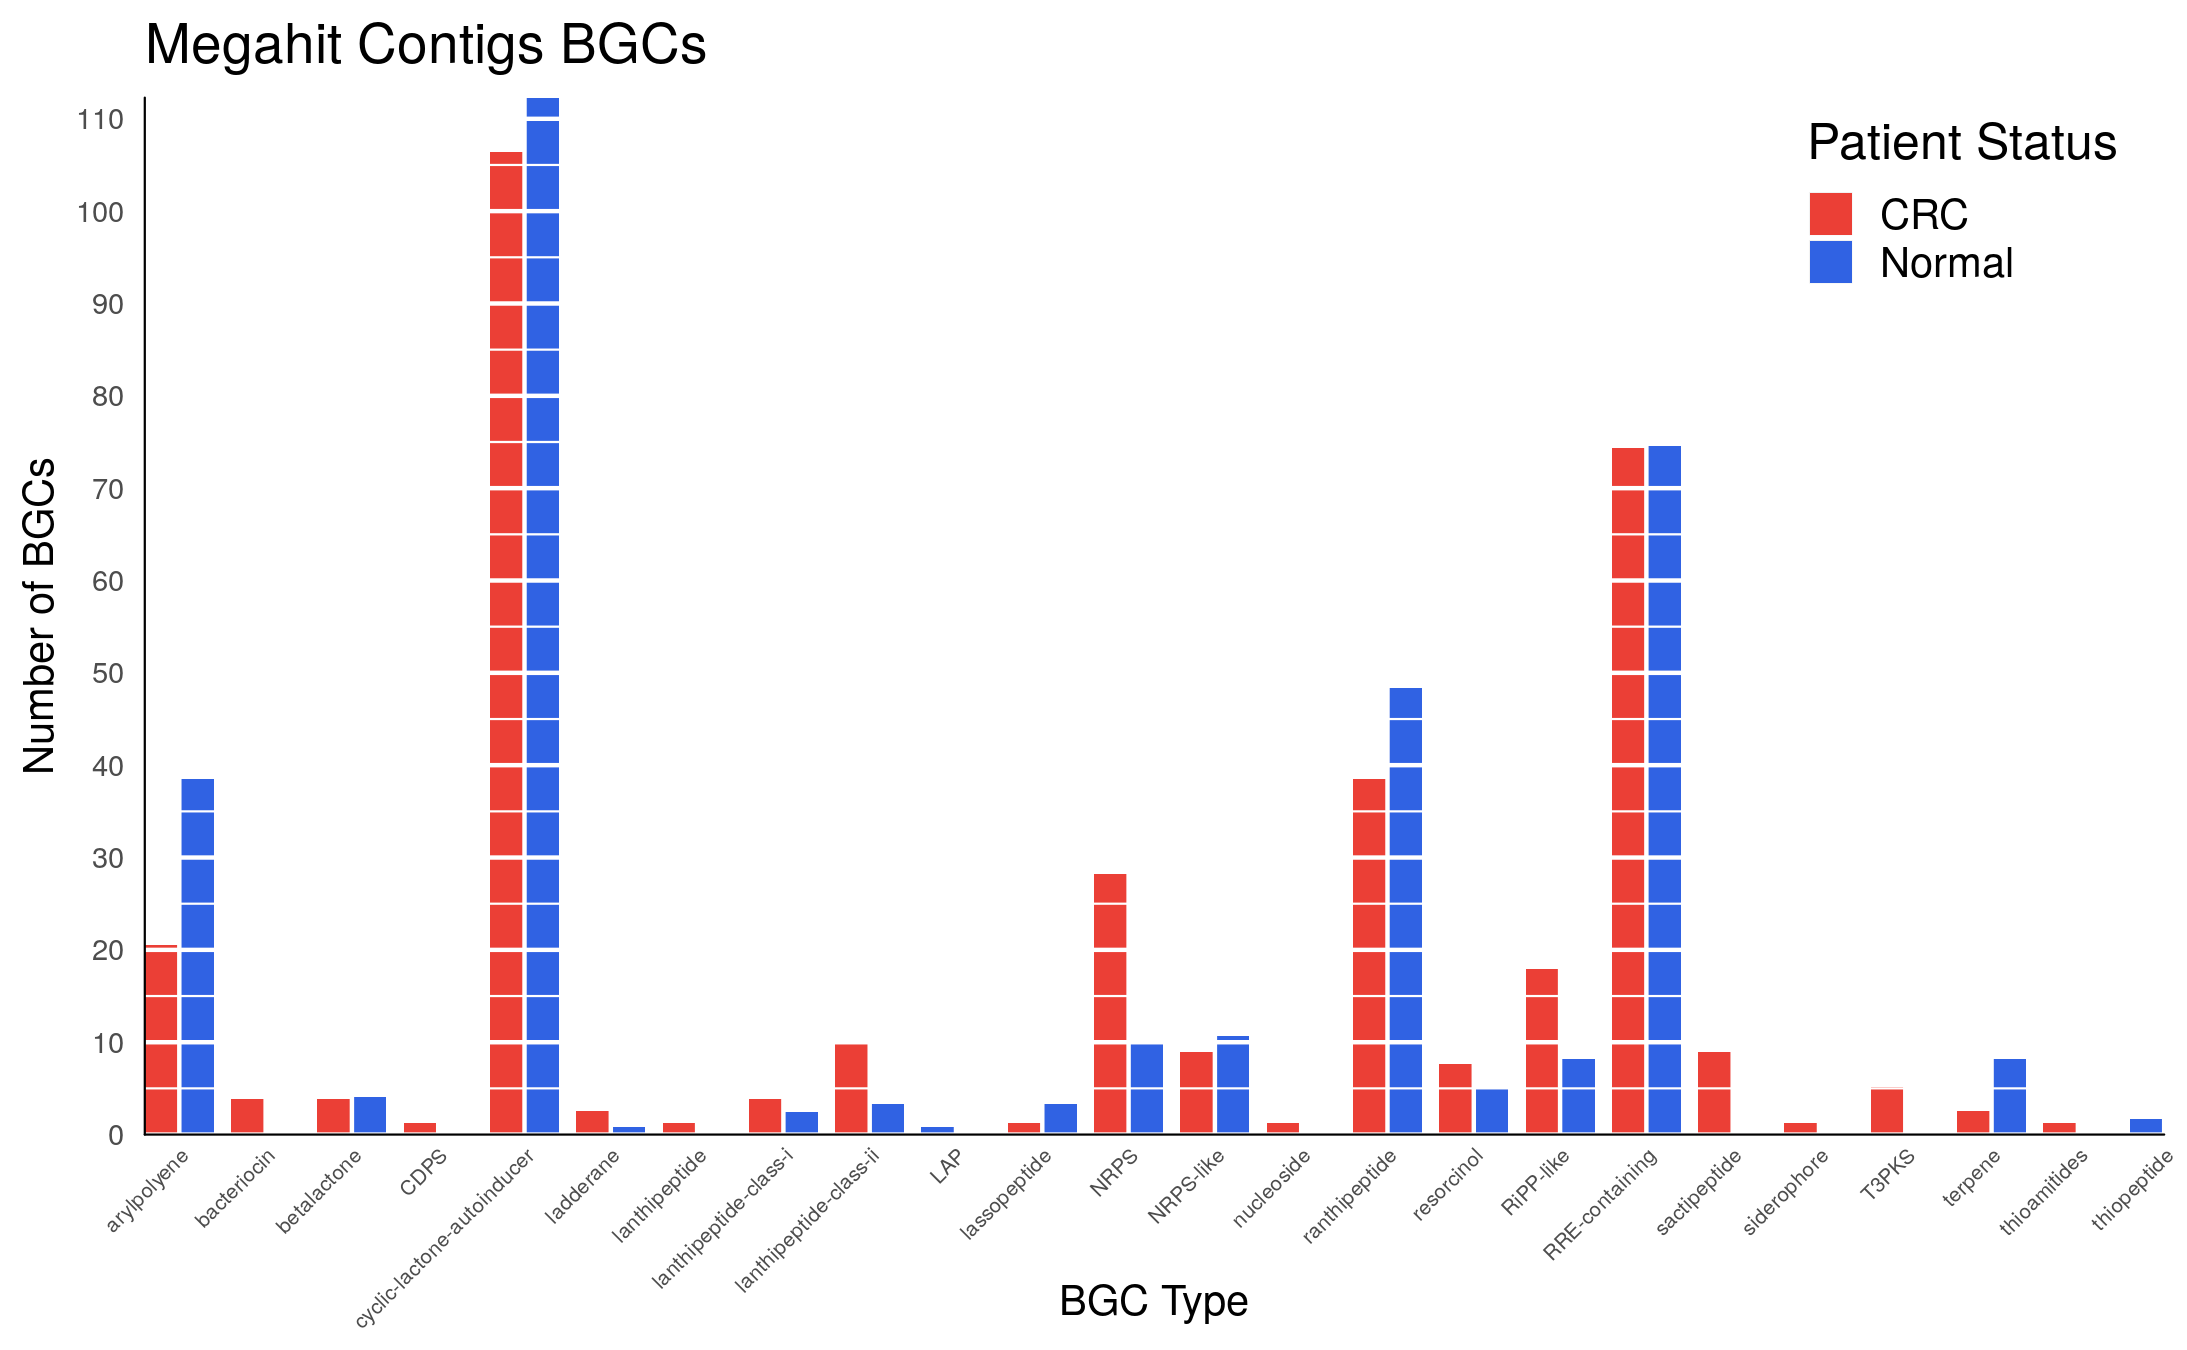 Megahit Contigs BGCs
Patient Status
CRC
Normal
Number of BGCs
110
100
90
80
70
60
50
40
30
20
10
0
arylpolyene
bacteriocin
betalactone
CDPS
cyclic-lactone-autoinducer
ladderane
lanthipeptide
lanthipeptide-class-i
lanthipeptide-class-ii
LAP
lassopeptide
NRPS
NRPS-like
nucleoside
ranthipeptide
resorcinol
RiPP-like
RRE-containing
sactipeptide
siderophore
T3PKS
terpene
thioamitides
thiopeptide
BGC Type